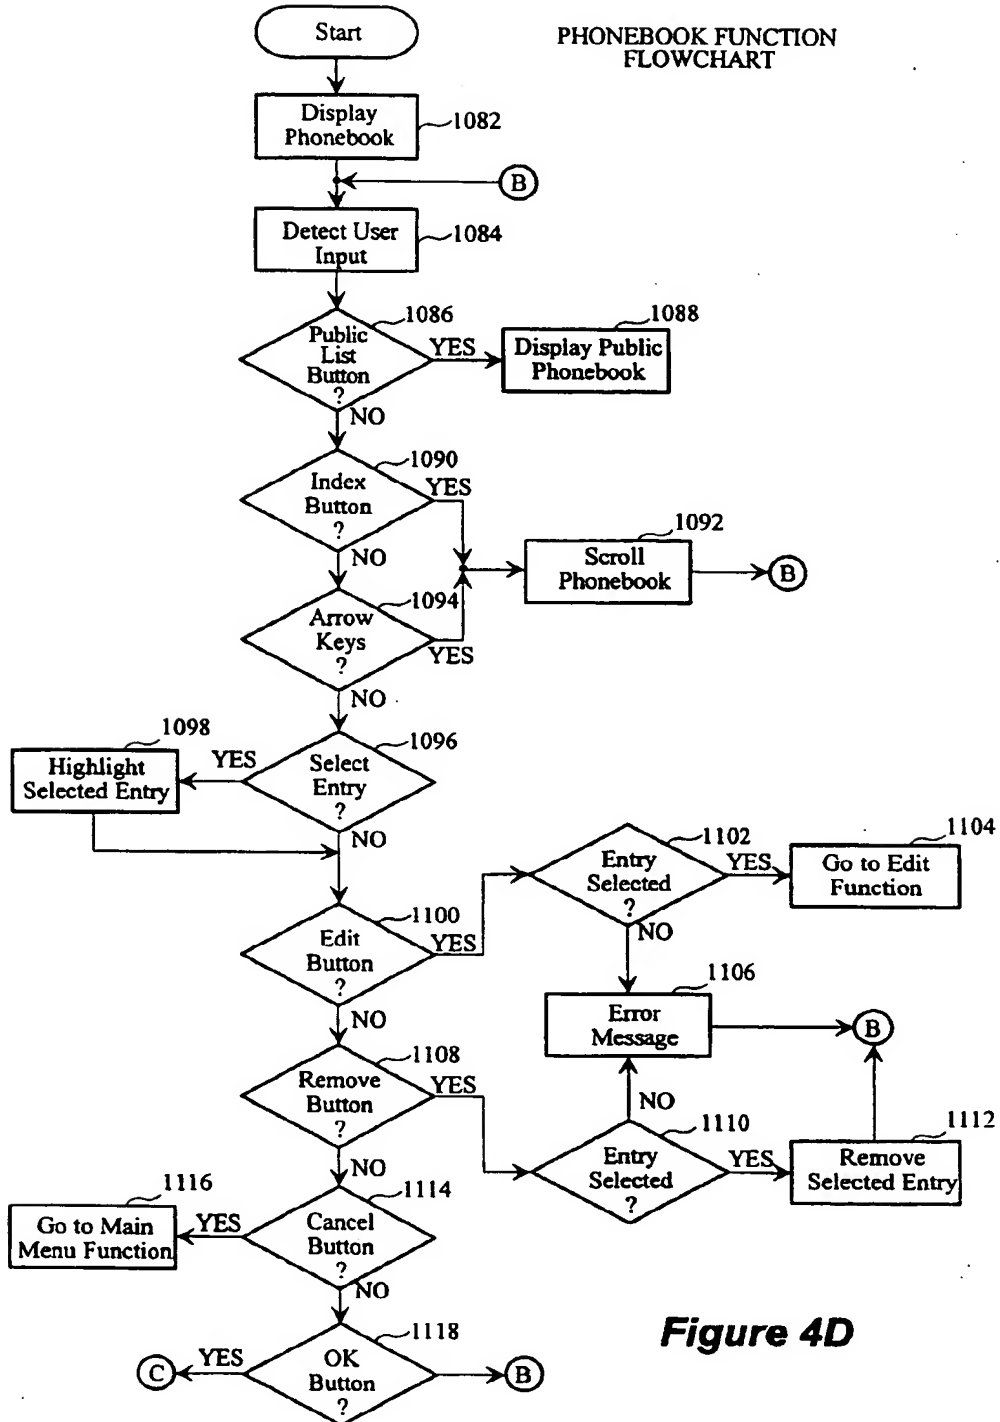 Start
PHONEBOOK FUNCTION
FLOWCHART
Display
Phonebook
1082
B
Detect User
Input
1084
Public
List
Button
?
1086
YES
Display Public
Phonebook
1088
NO
Index
Button
?
1090
YES
NO
Scroll
Phonebook
1092
B
Arrow
Keys
?
1094
YES
NO
Select
Entry
?
1096
YES
Highlight
Selected Entry
1098
NO
Edit
Button
?
1100
YES
Entry
Selected
?
1102
YES
Go to Edit
Function
1104
NO
Error
Message
1106
B
NO
Remove
Button
?
1108
YES
NO
Entry
Selected
?
1110
YES
Remove
Selected Entry
1112
NO
Cancel
Button
?
1114
YES
Go to Main
Menu Function
1116
NO
OK
Button
?
1118
YES
C
B
Figure 4D